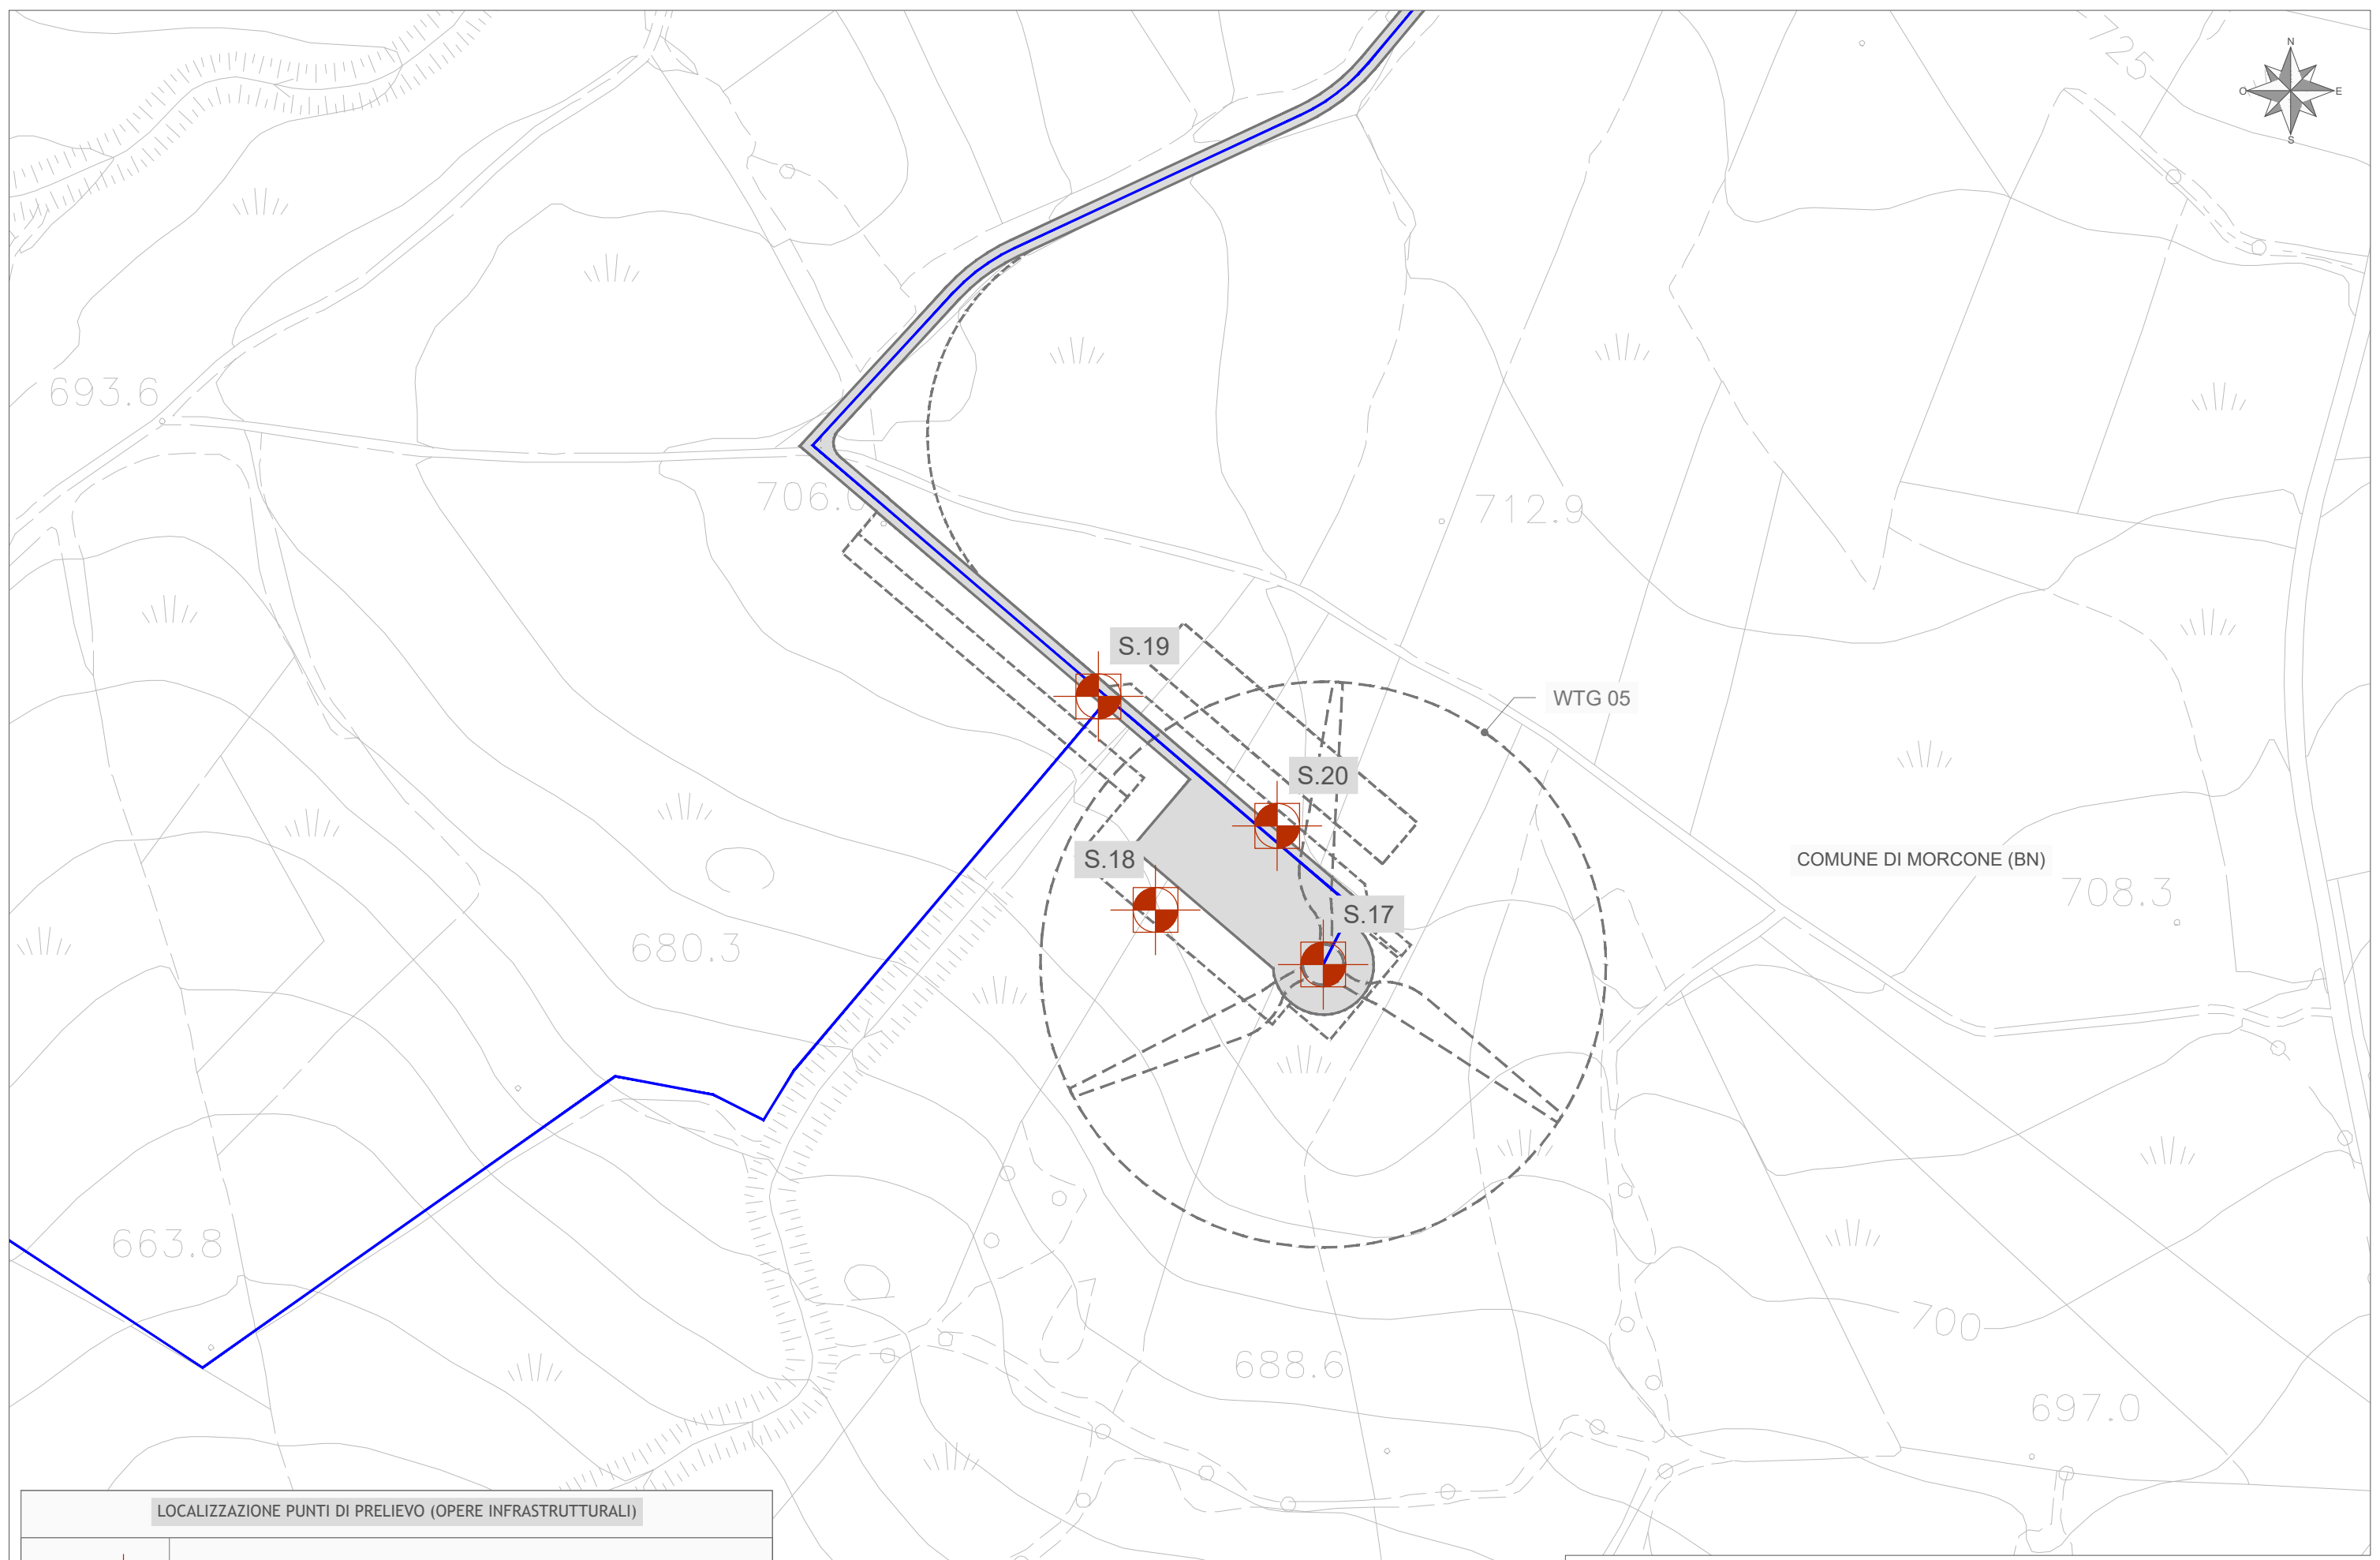 N
O E
S
693.6
706.0
712.9
S.19
WTG 05
S.20
COMUNE DI MORCONE (BN)
S.18
708.3
S.17
680.3
663.8
700
688.6
697.0
LOCALIZZAZIONE PUNTI DI PRELIEVO (OPERE INFRASTRUTTURALI)